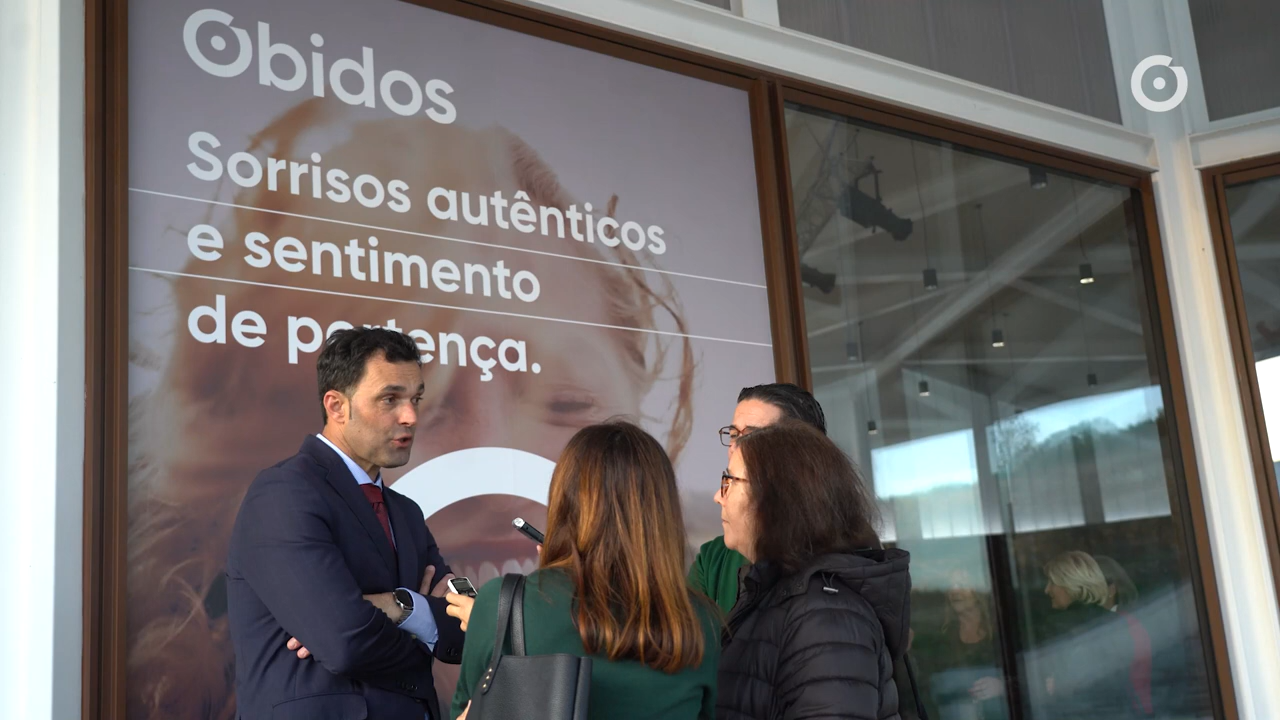 Óbidos
Sorrisos autênticos
e sentimento
de pertença.